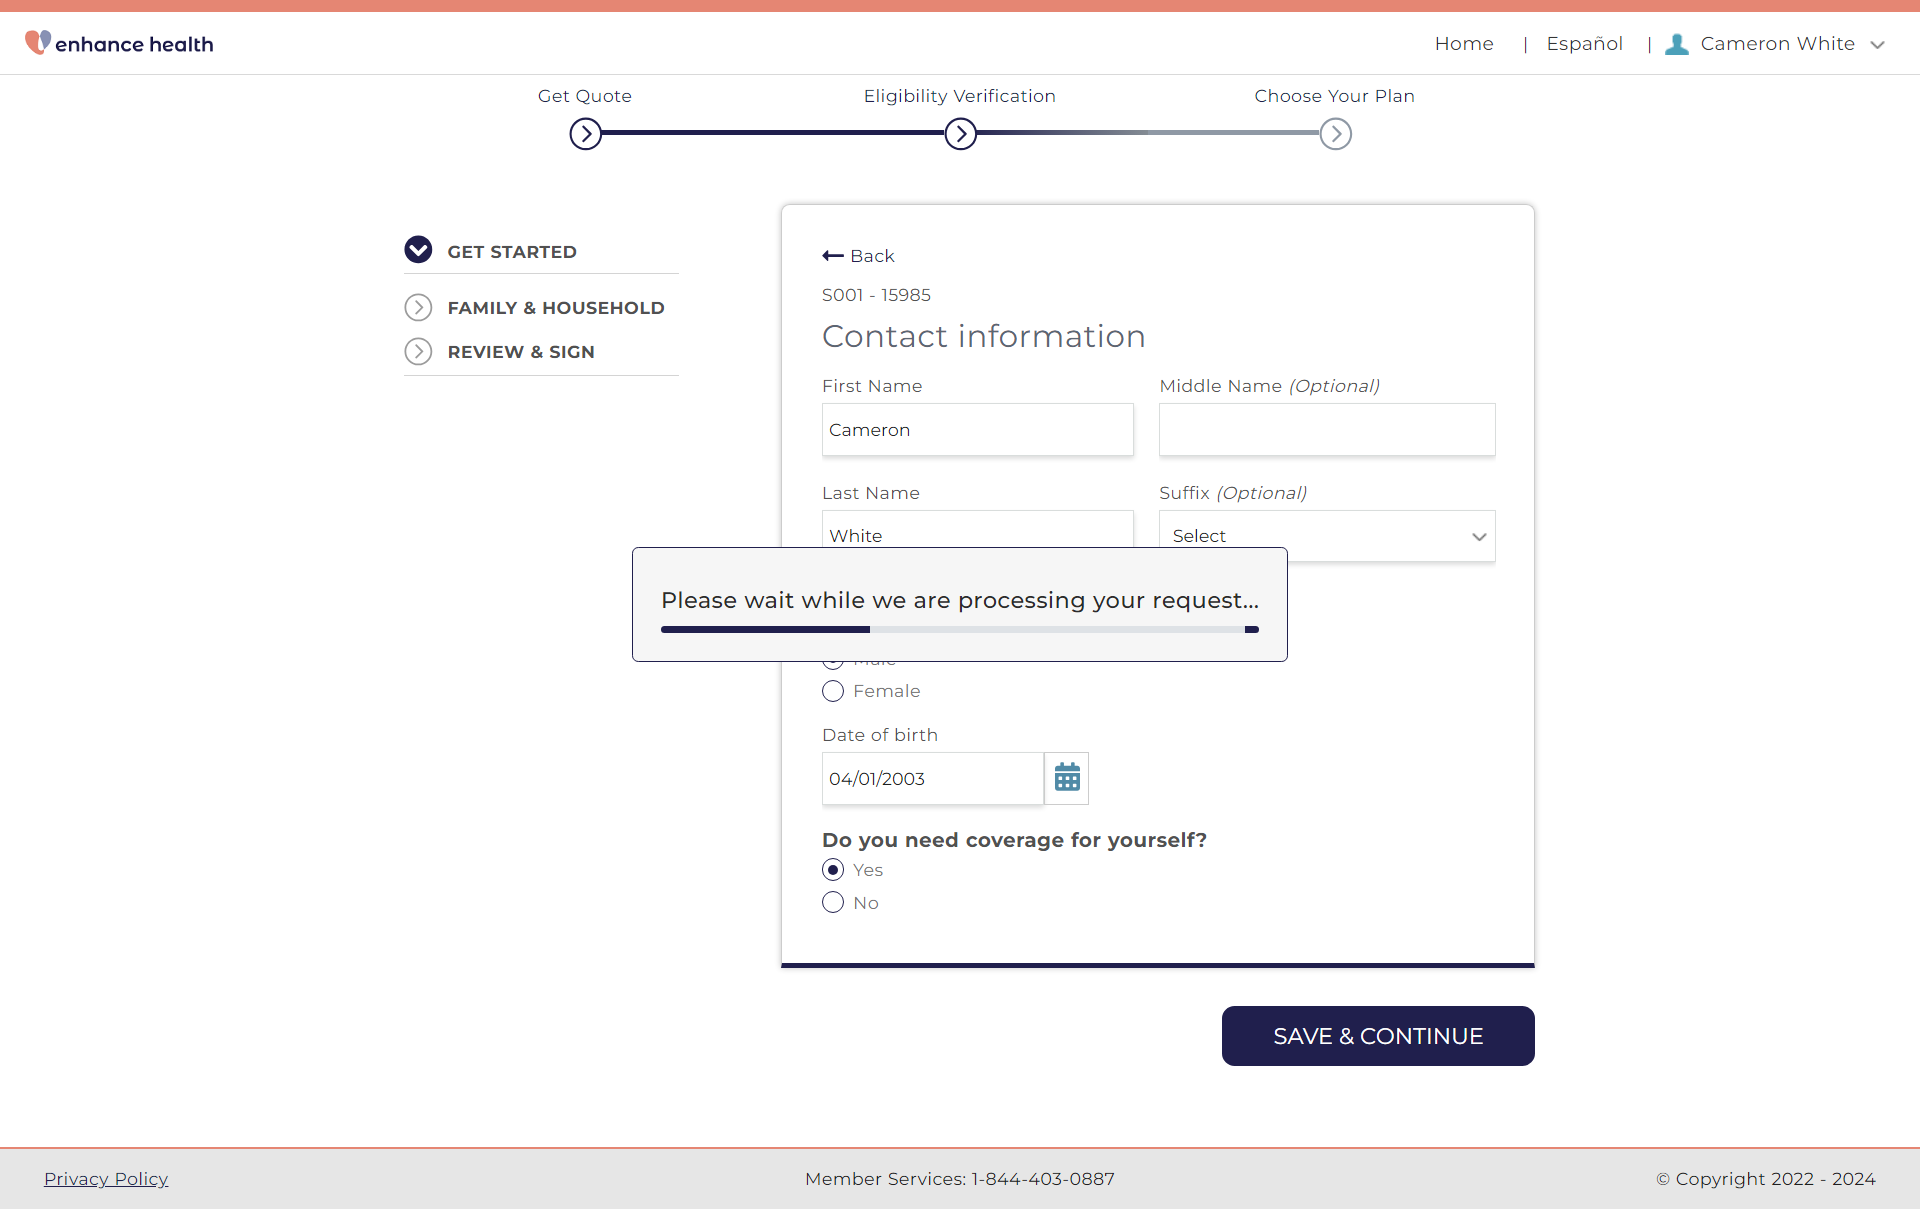 enhance health
Home | Español | Cameron White
Get Quote
Eligibility Verification
Choose Your Plan
GET STARTED
FAMILY & HOUSEHOLD
REVIEW & SIGN
Back
S001 - 15985
Contact information
First Name
Middle Name (Optional)
Cameron
Last Name
Suffix (Optional)
White
Select
Please wait while we are processing your request...
Male
Female
Date of birth
04/01/2003
Do you need coverage for yourself?
Yes
No
SAVE & CONTINUE
Privacy Policy
Member Services: 1-844-403-0887
© Copyright 2022 - 2024